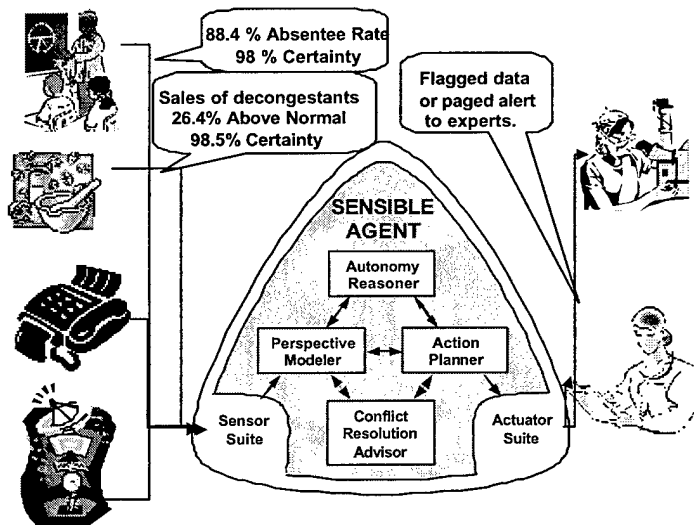 88.4 % Absentee Rate
98 % Certainty
Sales of decongestants
26.4% Above Normal
98.5% Certainty
Flagged data
or paged alert
to experts.
SENSIBLE
AGENT
Autonomy
Reasoner
Perspective
Modeler
Action
Planner
Sensor
Suite
Conflict
Resolution
Advisor
Actuator
Suite